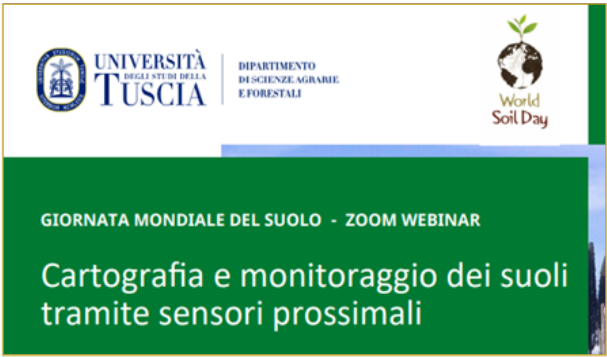 UNIVERSITÀ
DEGLI STUDI DELLA
TUSCIA
DIPARTIMENTO
DI SCIENZE AGRARIE
E FORESTALI
World
Soil Day
GIORNATA MONDIALE DEL SUOLO - ZOOM WEBINAR
Cartografia e monitoraggio dei suoli
tramite sensori prossimali